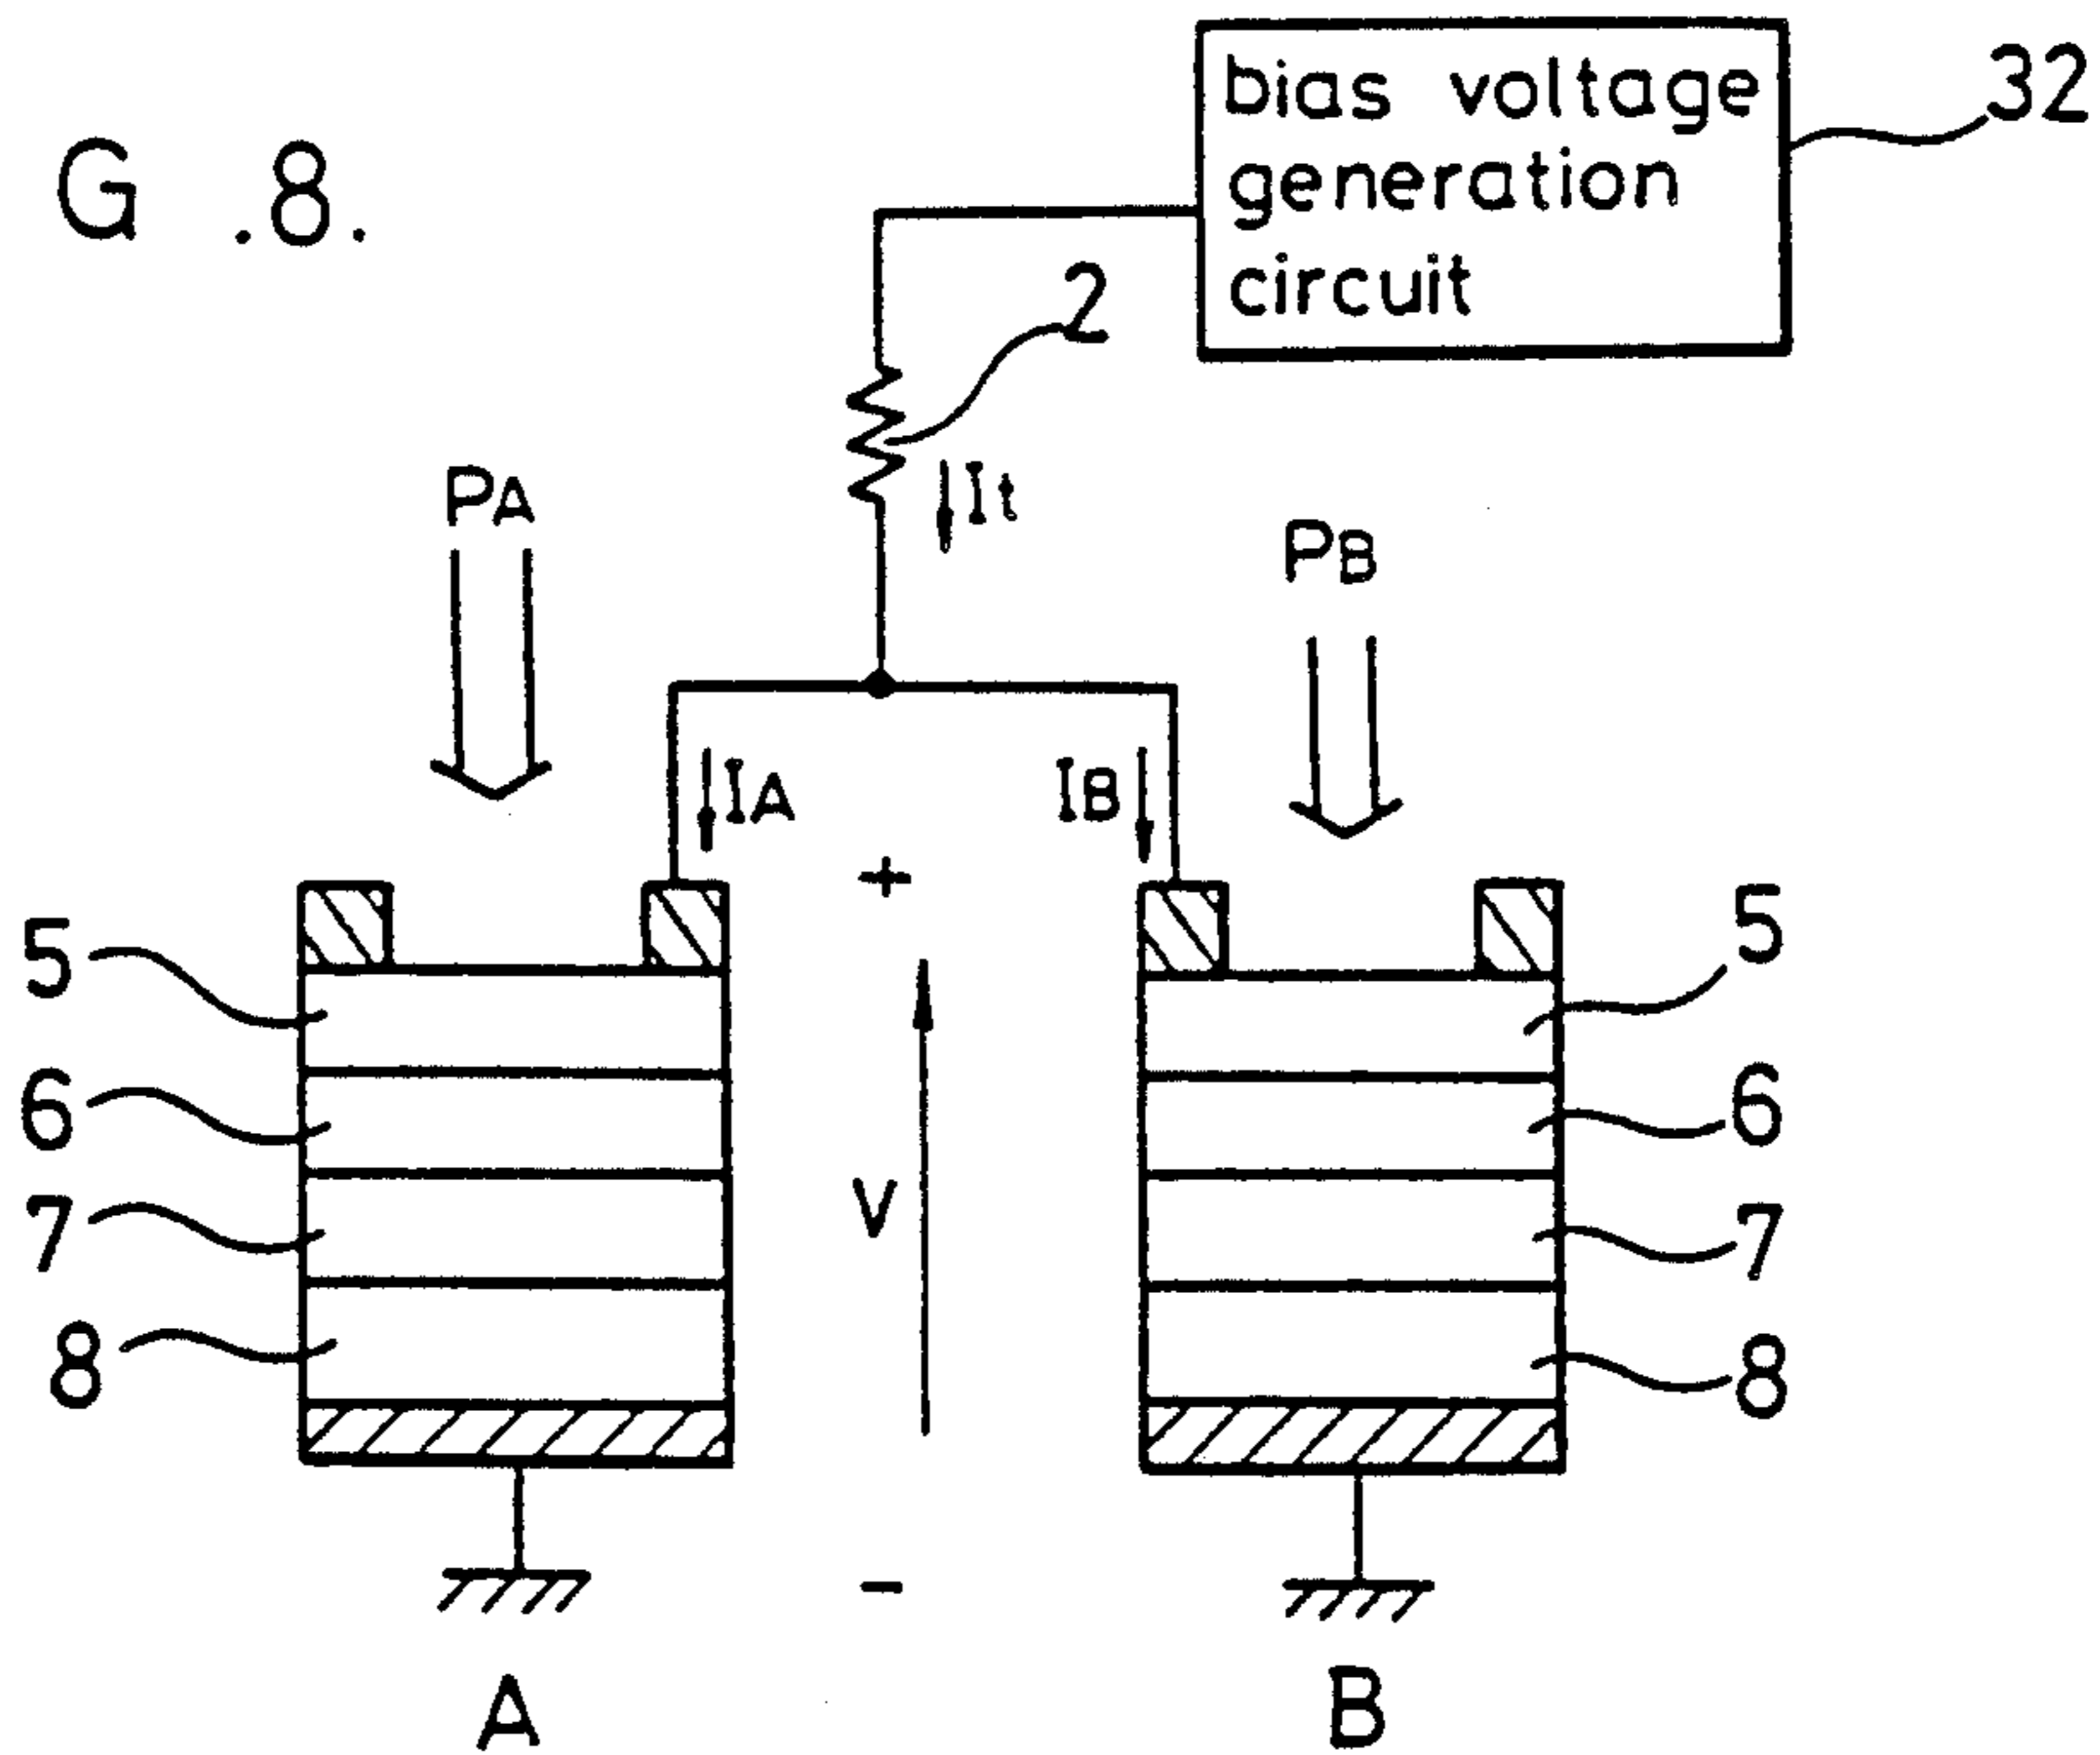 G .8.
bias voltage
generation
circuit
32
2
It
PA
PB
IA
IB
+
5
5
6
6
V
7
7
8
8
-
A
B